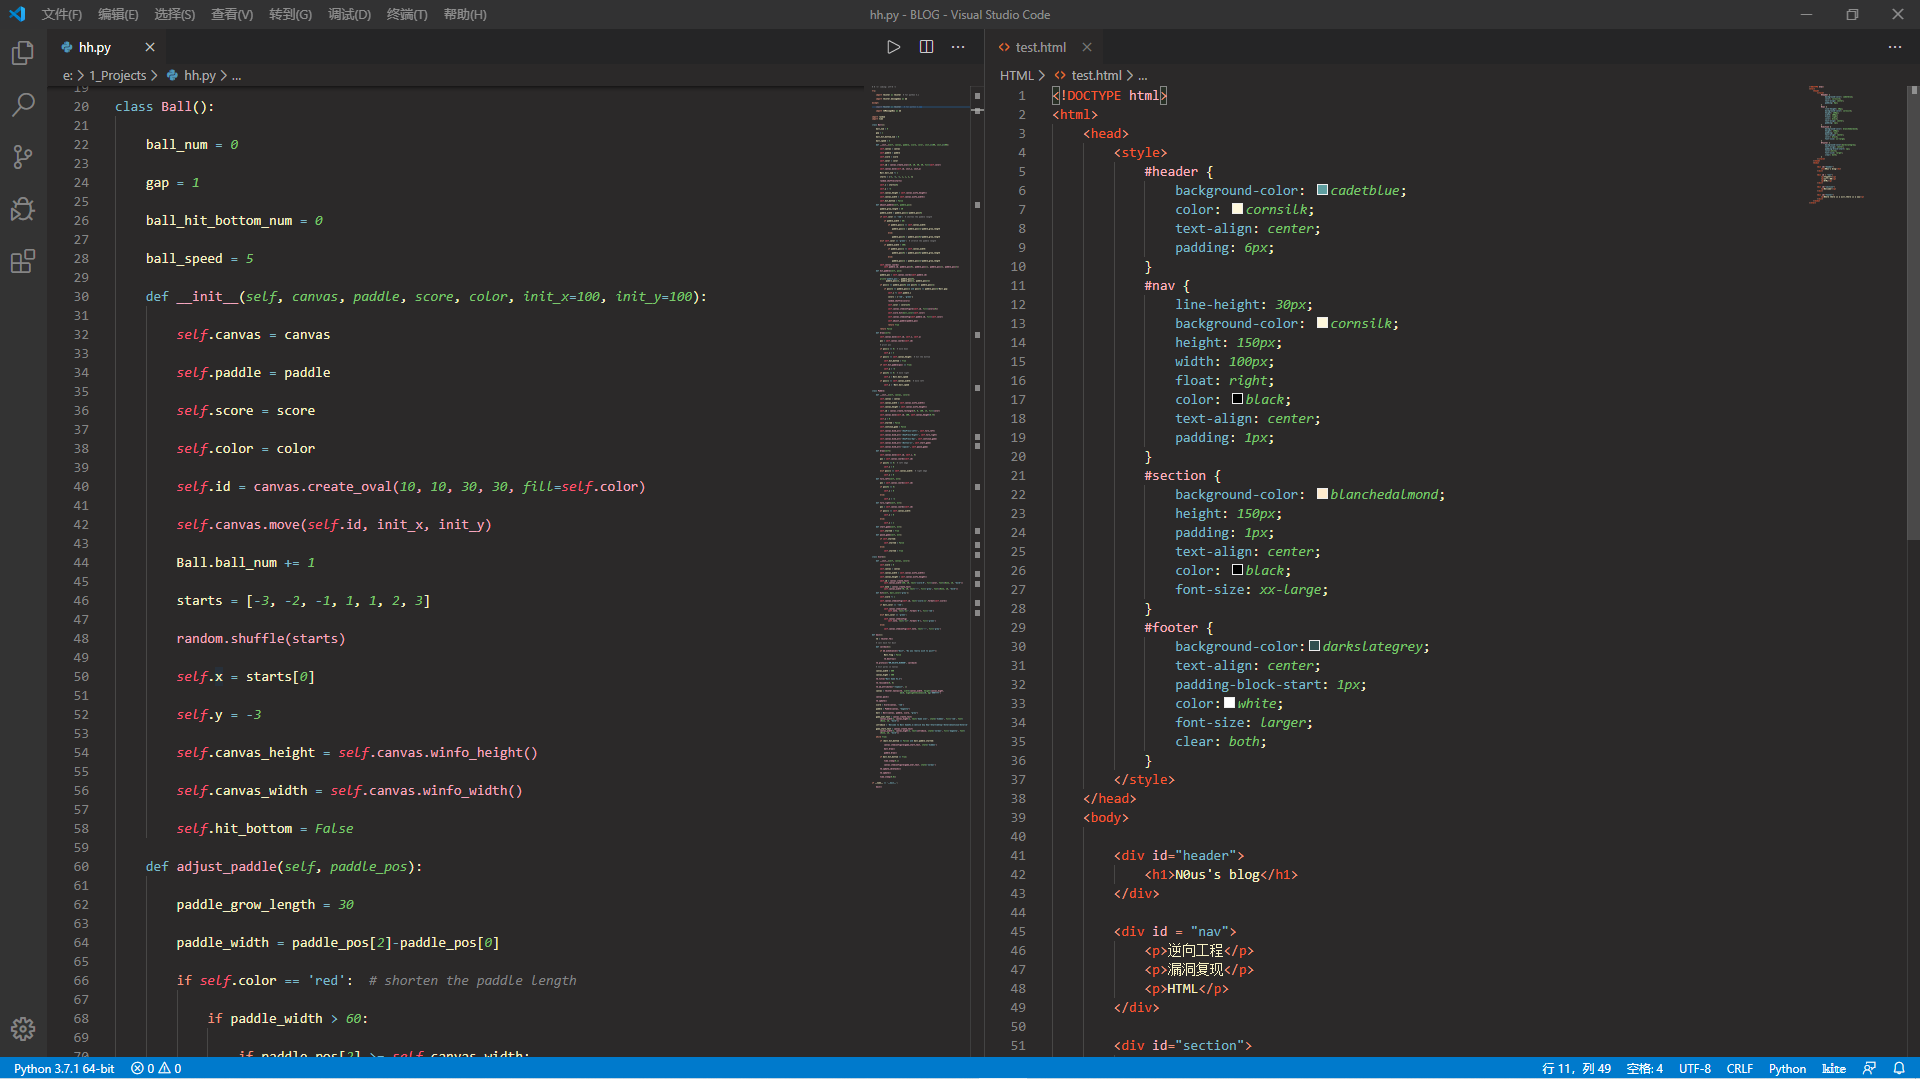 文件(F) 编辑(E) 选择(S) 查看(V) 转到(G) 调试(D) 终端(T) 帮助(H)
hh.py - BLOG - Visual Studio Code
hh.py
e: > 1_Projects > hh.py > ...
19
20 class Ball():
21
22 ball_num = 0
23
24 gap = 1
25
26 ball_hit_bottom_num = 0
27
28 ball_speed = 5
29
30 def __init__(self, canvas, paddle, score, color, init_x=100, init_y=100):
31
32 self.canvas = canvas
33
34 self.paddle = paddle
35
36 self.score = score
37
38 self.color = color
39
40 self.id = canvas.create_oval(10, 10, 30, 30, fill=self.color)
41
42 self.canvas.move(self.id, init_x, init_y)
43
44 Ball.ball_num += 1
45
46 starts = [-3, -2, -1, 1, 1, 2, 3]
47
48 random.shuffle(starts)
49
50 self.x = starts[0]
51
52 self.y = -3
53
54 self.canvas_height = self.canvas.winfo_height()
55
56 self.canvas_width = self.canvas.winfo_width()
57
58 self.hit_bottom = False
59
60 def adjust_paddle(self, paddle_pos):
61
62 paddle_grow_length = 30
63
64 paddle_width = paddle_pos[2]-paddle_pos[0]
65
66 if self.color == 'red':  # shorten the paddle length
67
68 if paddle_width > 60:
69
70 if paddle_pos[2] >= self.canvas_width:
test.html
HTML > test.html > ...
1 <!DOCTYPE html>
2 <html>
3 <head>
4 <style>
5 #header {
6 background-color: cadetblue;
7 color: cornsilk;
8 text-align: center;
9 padding: 6px;
10 }
11 #nav {
12 line-height: 30px;
13 background-color: cornsilk;
14 height: 150px;
15 width: 100px;
16 float: right;
17 color: black;
18 text-align: center;
19 padding: 1px;
20 }
21 #section {
22 background-color: blanchedalmond;
23 height: 150px;
24 padding: 1px;
25 text-align: center;
26 color: black;
27 font-size: xx-large;
28 }
29 #footer {
30 background-color:darkslategrey;
31 text-align: center;
32 padding-block-start: 1px;
33 color:white;
34 font-size: larger;
35 clear: both;
36 }
37 </style>
38 </head>
39 <body>
40
41 <div id="header">
42 <h1>N0us's blog</h1>
43 </div>
44
45 <div id = "nav">
46 <p>逆向工程</p>
47 <p>漏洞复现</p>
48 <p>HTML</p>
49 </div>
50
51 <div id="section">
Python 3.7.1 64-bit 0 0 行 11，列 49 空格: 4 UTF-8 CRLF Python kite